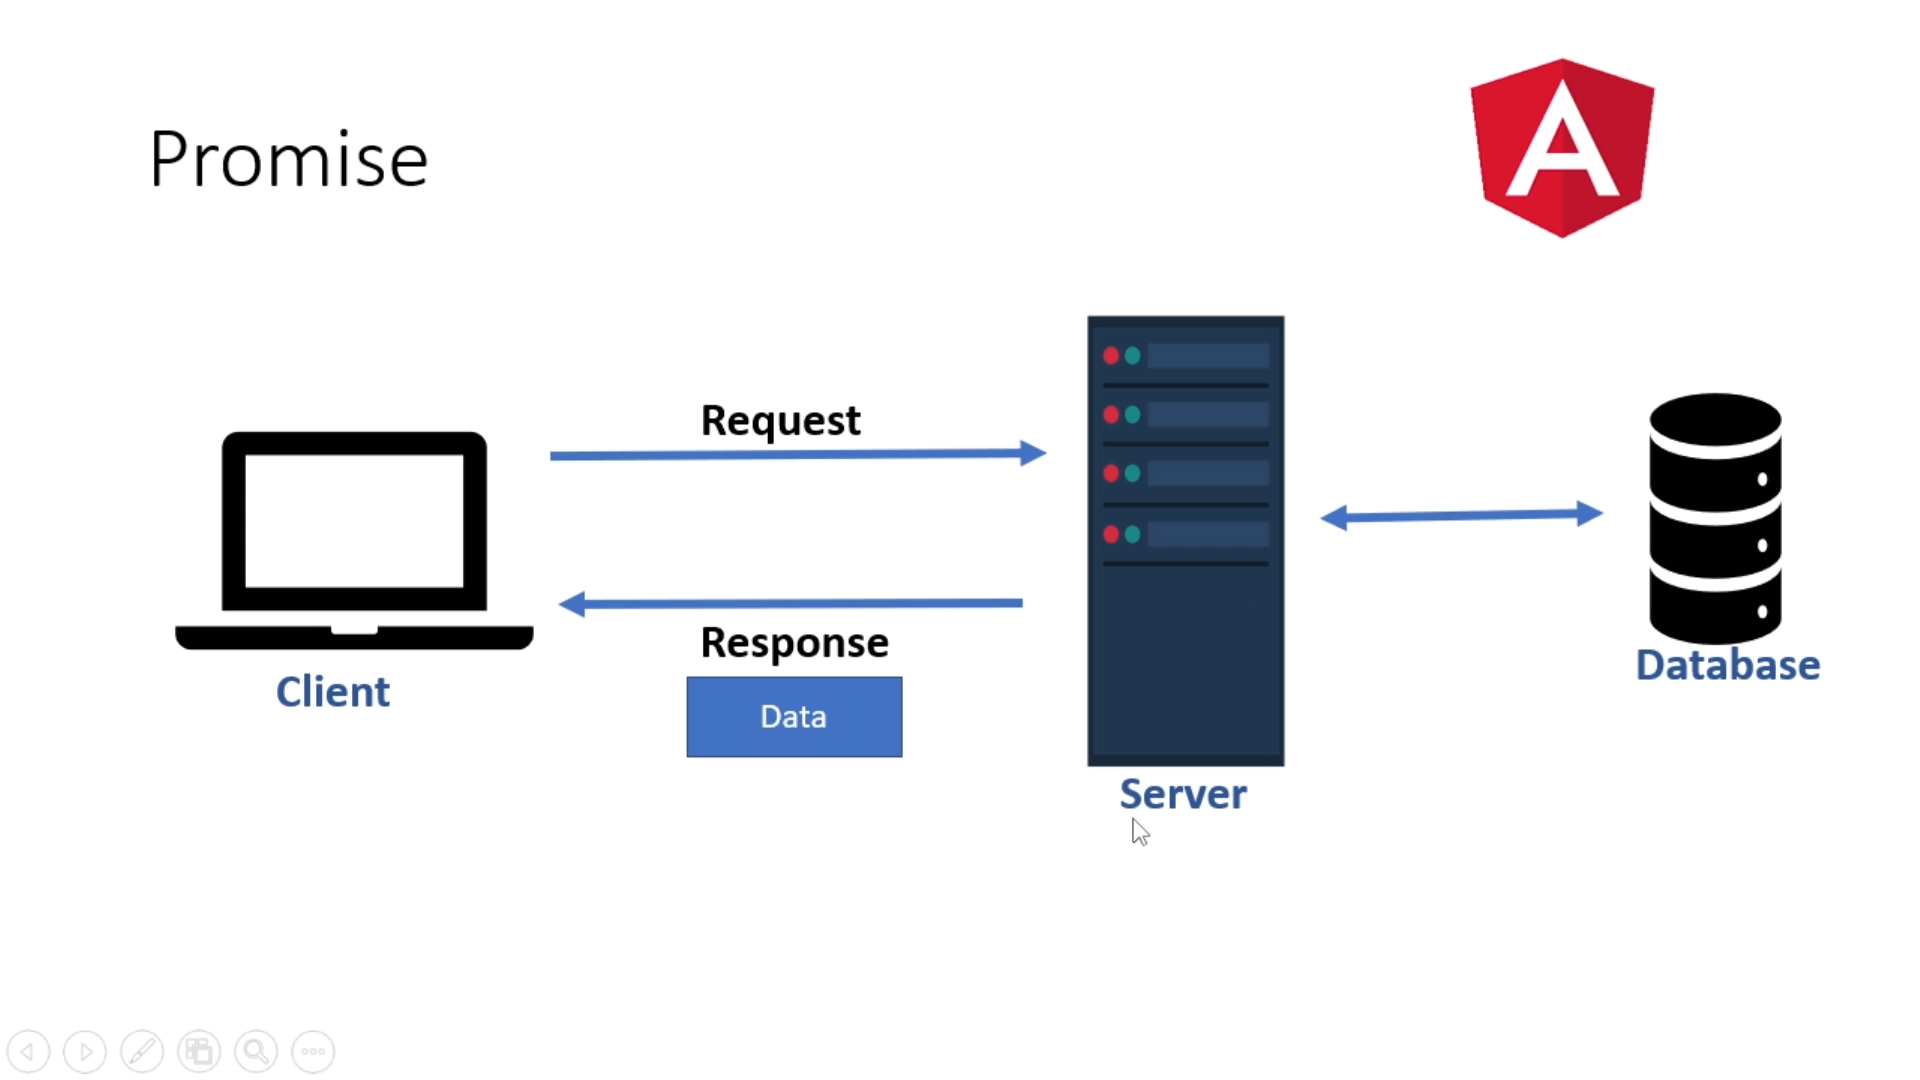 Promise
A
Request
Response
Data
Client
Server
Database